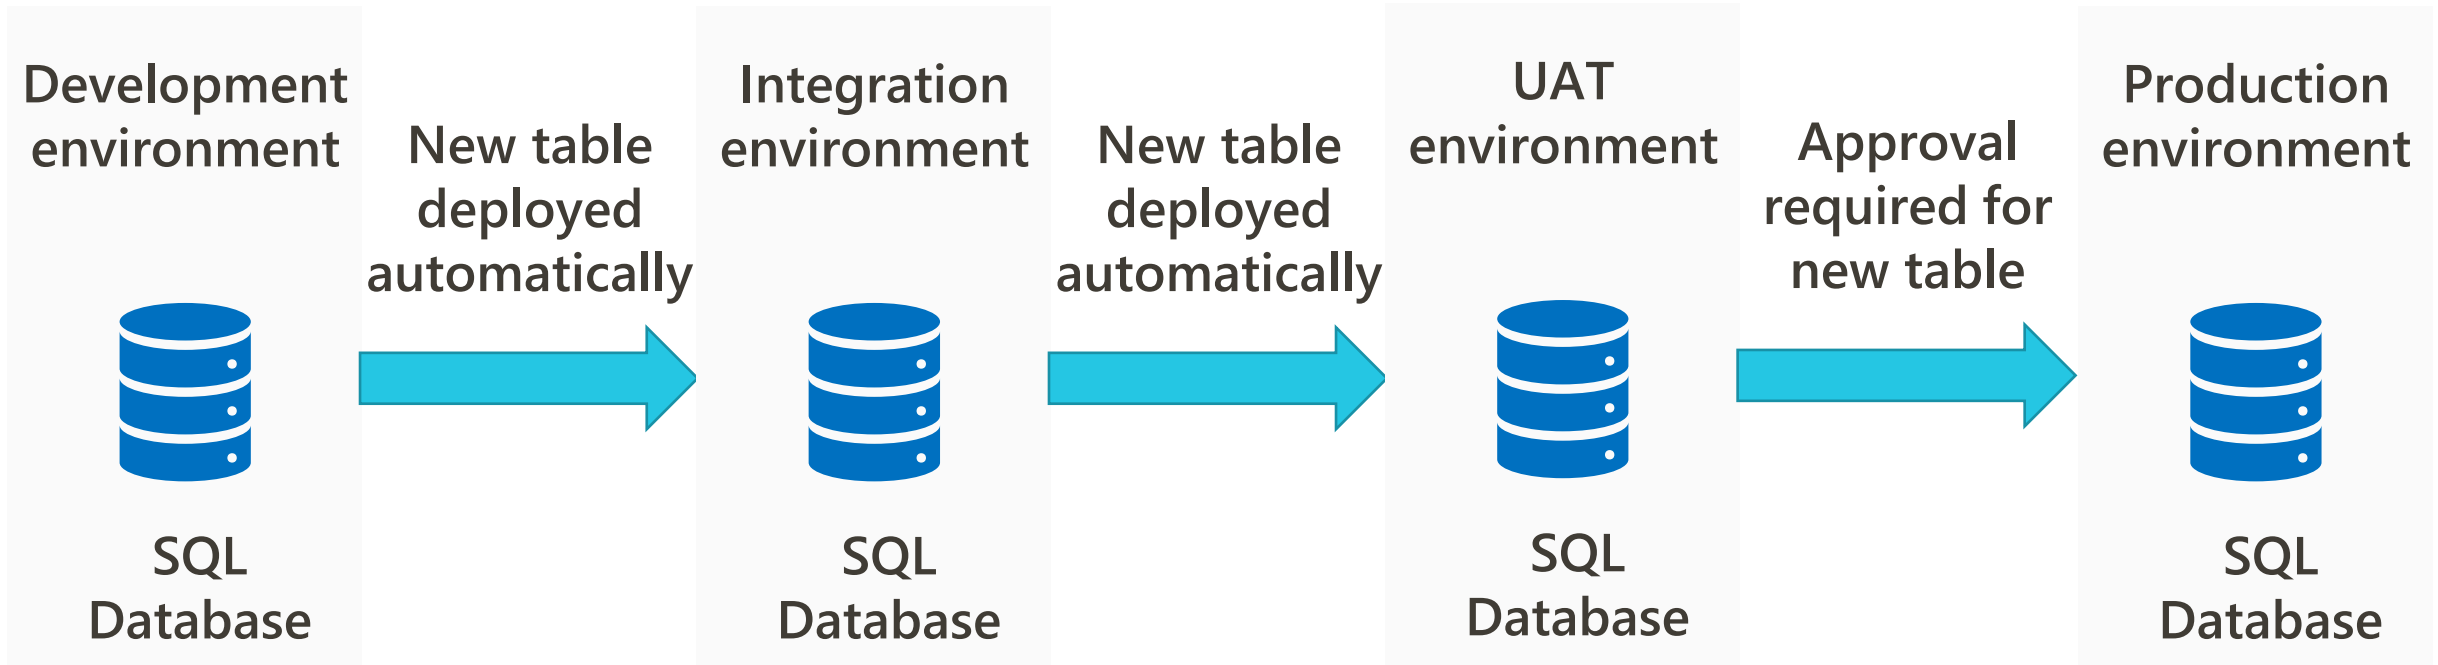 Development
environment
SQL
Database
New table
deployed
automatically
Integration
environment
SQL
Database
New table
deployed
automatically
UAT
environment
SQL
Database
Approval
required for
new table
Production
environment
SQL
Database